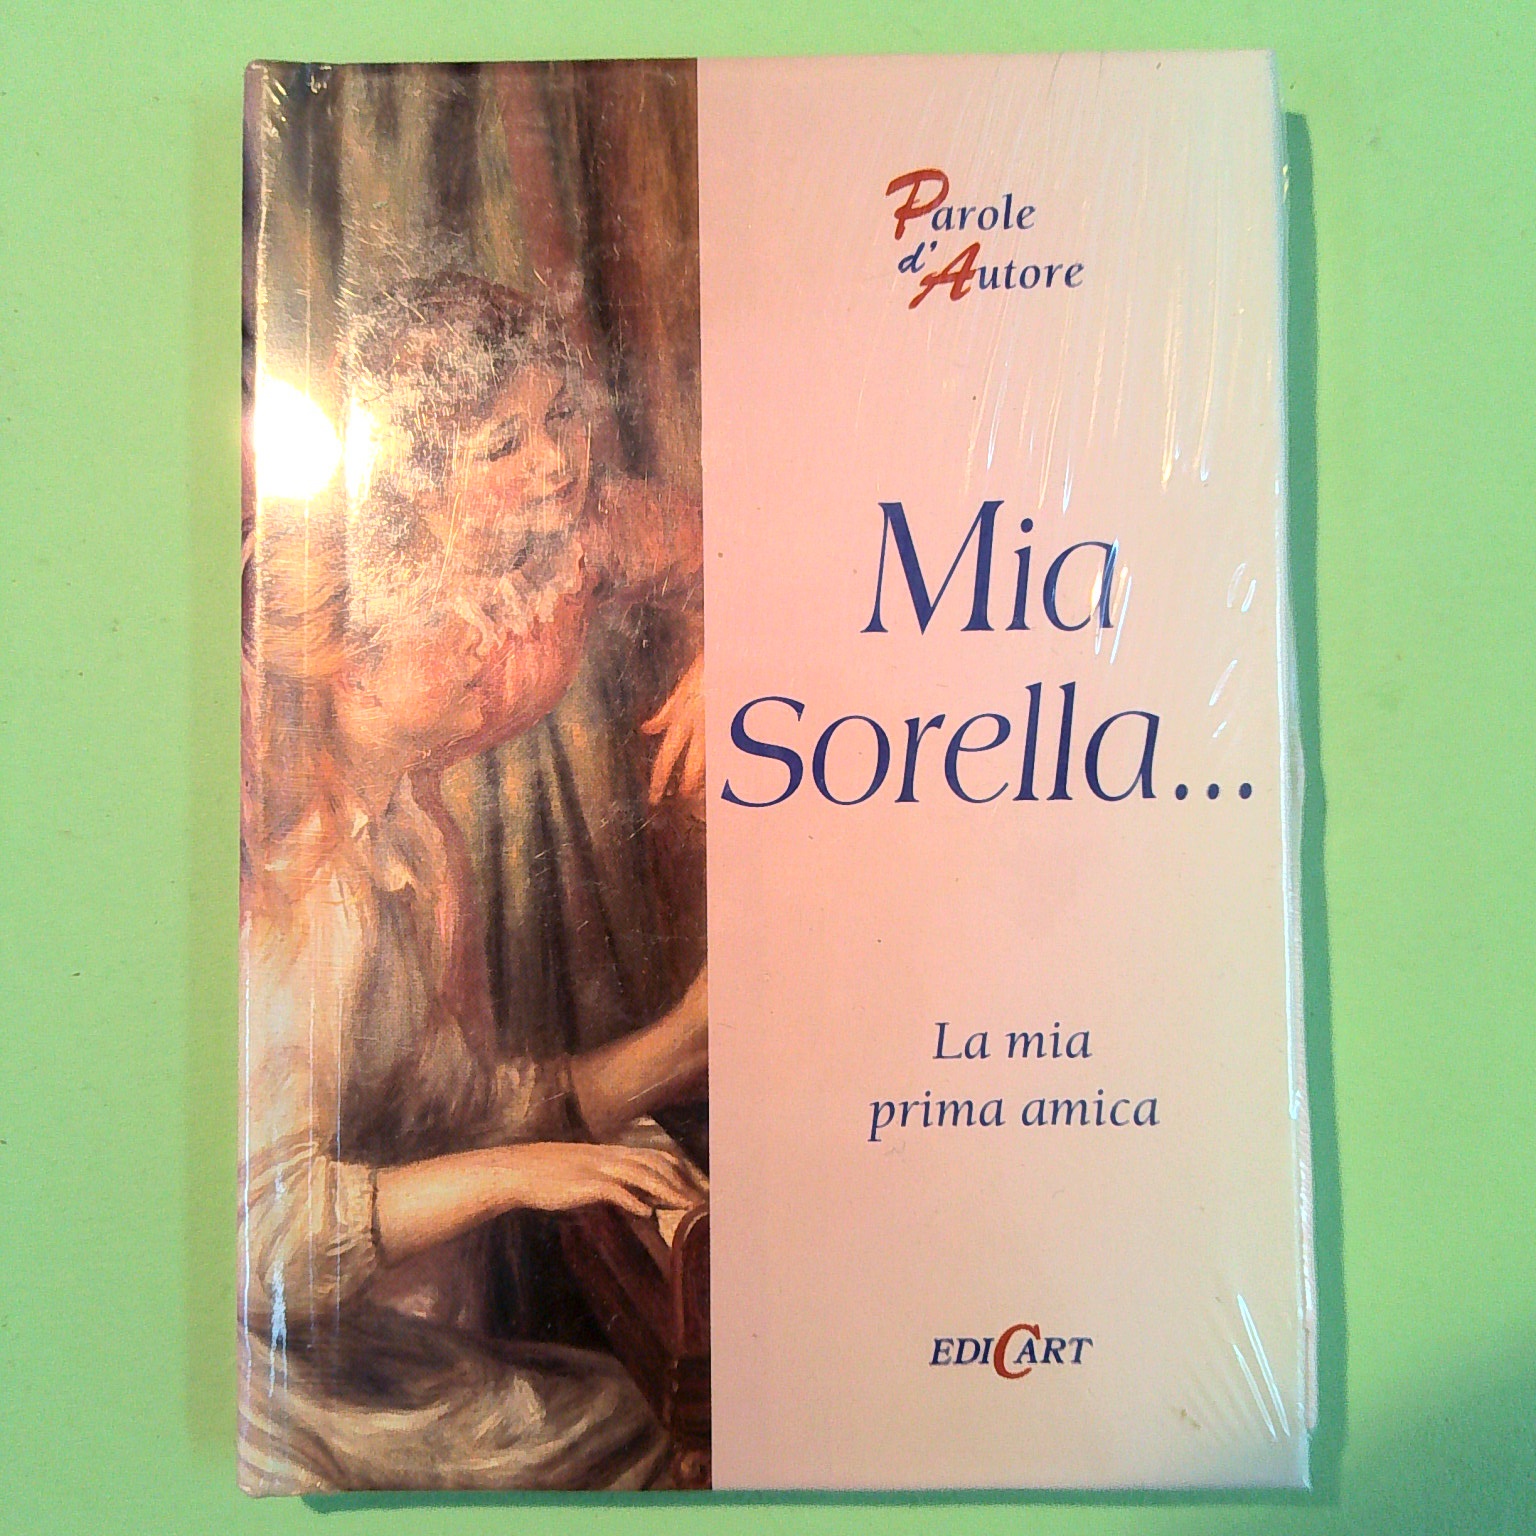 Parole
d'Autore
Mia
Sorella...
La mia
prima amica
EDICART